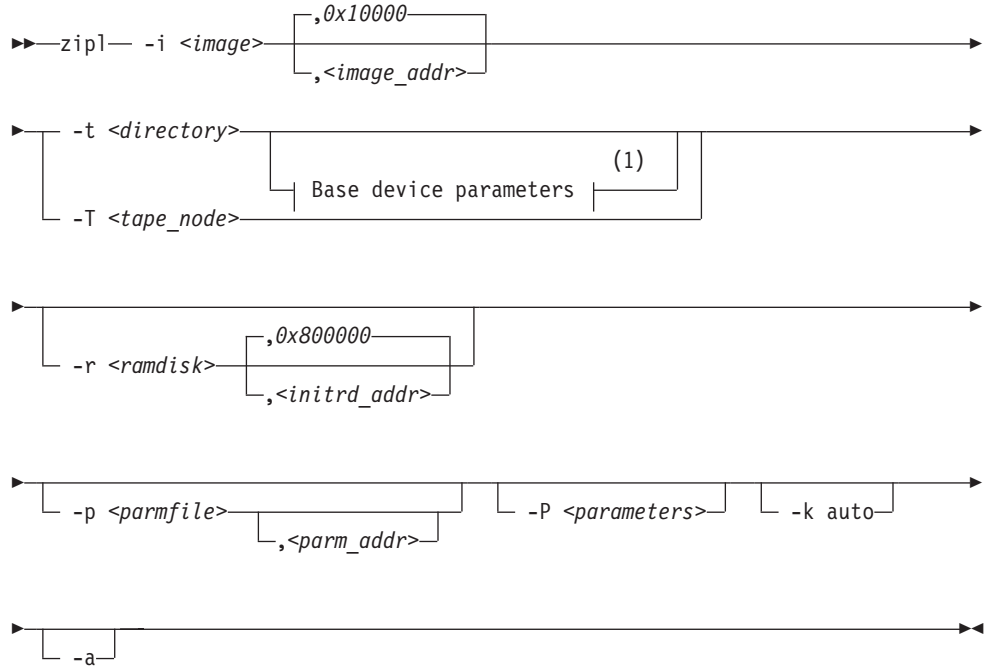 ,0x10000
zipl -i <image>
,<image_addr>
-t <directory>
(1)
Base device parameters
-T <tape_node>
,0x800000
-r <ramdisk>
,<initrd_addr>
-p <parmfile> -P <parameters> -k auto
,<parm_addr>
-a